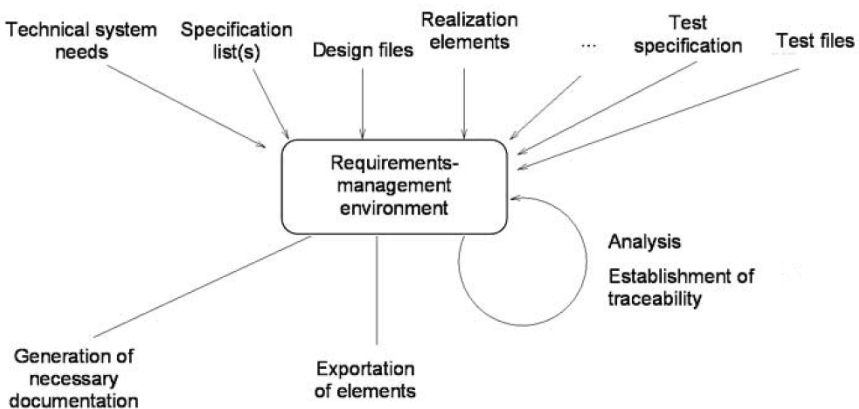 Technical system
needs
Specification
list(s)
Design files
Realization
elements
...
Test
specification
Test files
Requirements-
management
environment
Analysis
Establishment of
traceability
Generation of
necessary
documentation
Exportation
of elements